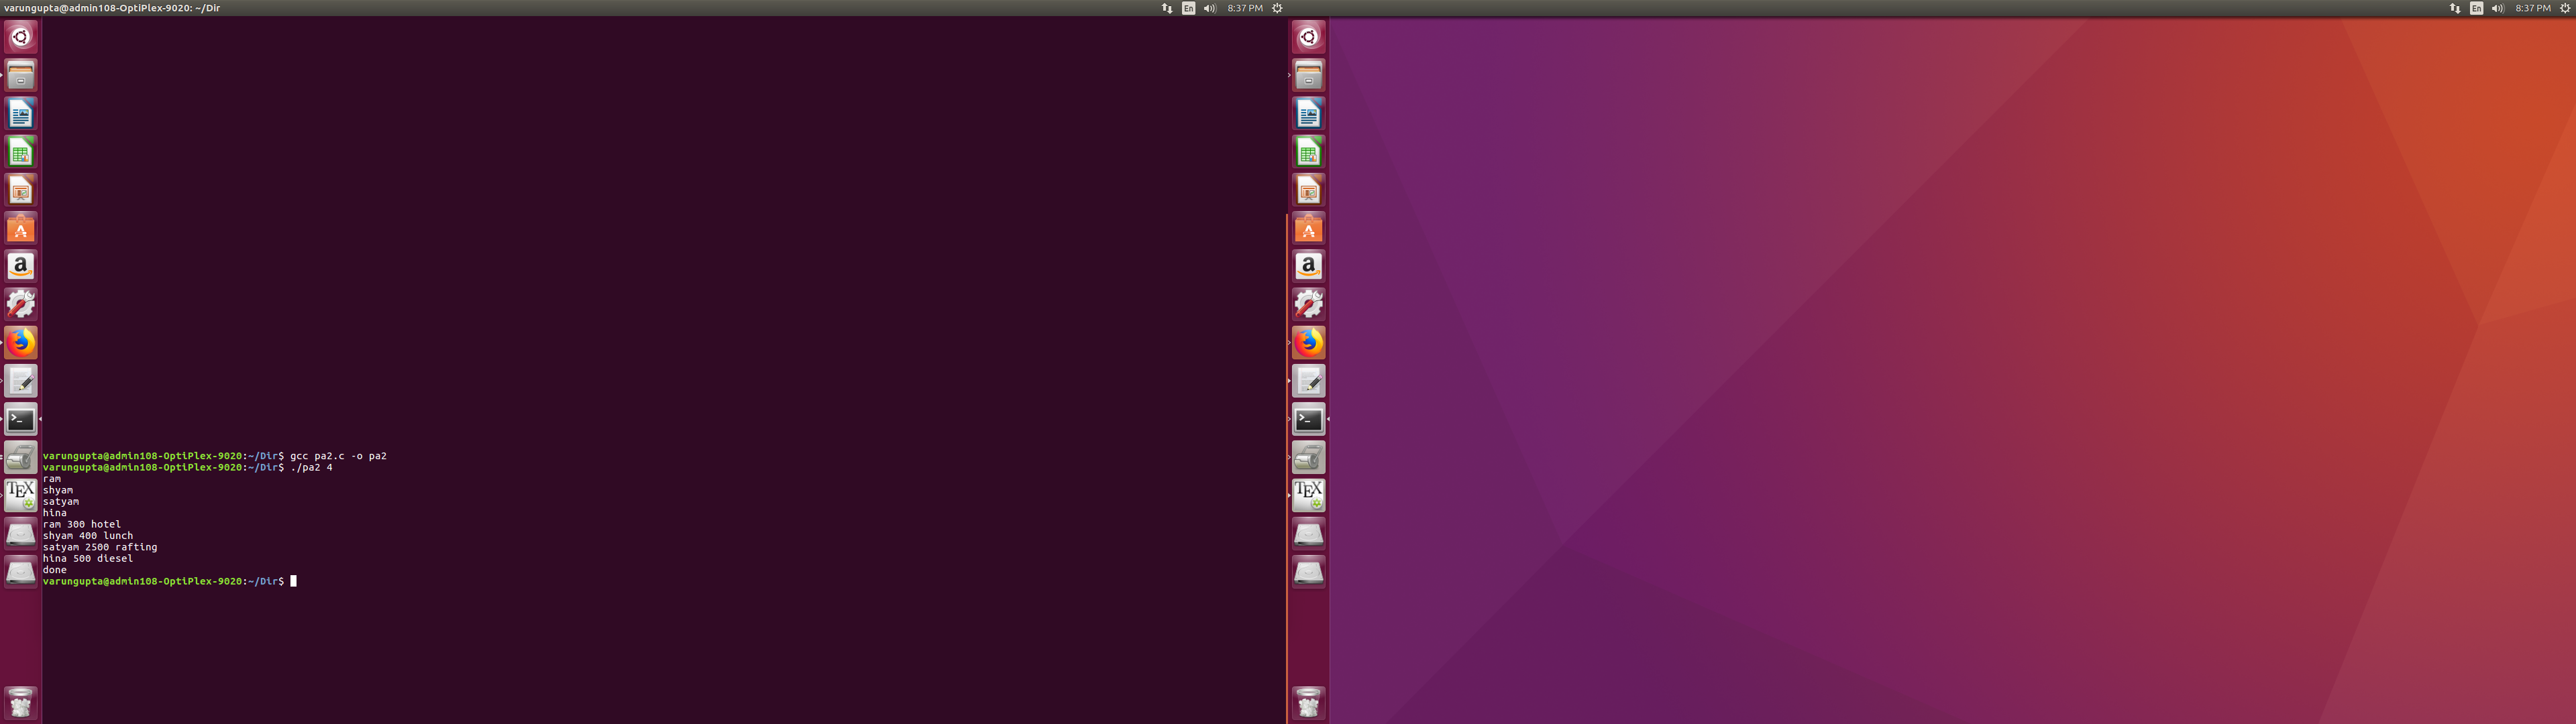 varungupta@admin108-OptiPlex-9020: ~/Dir
En
8:37 PM
En
8:37 PM
varungupta@admin108-OptiPlex-9020:~/Dir$ gcc pa2.c -o pa2
varungupta@admin108-OptiPlex-9020:~/Dir$ ./pa2 4
ram
shyam
satyam
hina
ram 300 hotel
shyam 400 lunch
satyam 2500 rafting
hina 500 diesel
done
varungupta@admin108-OptiPlex-9020:~/Dir$
TEX
TEX